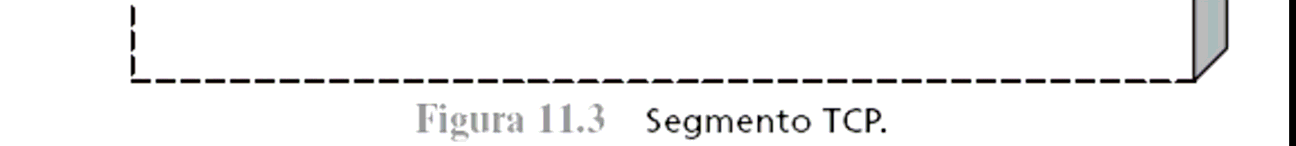 Figura 11.3 Segmento TCP.